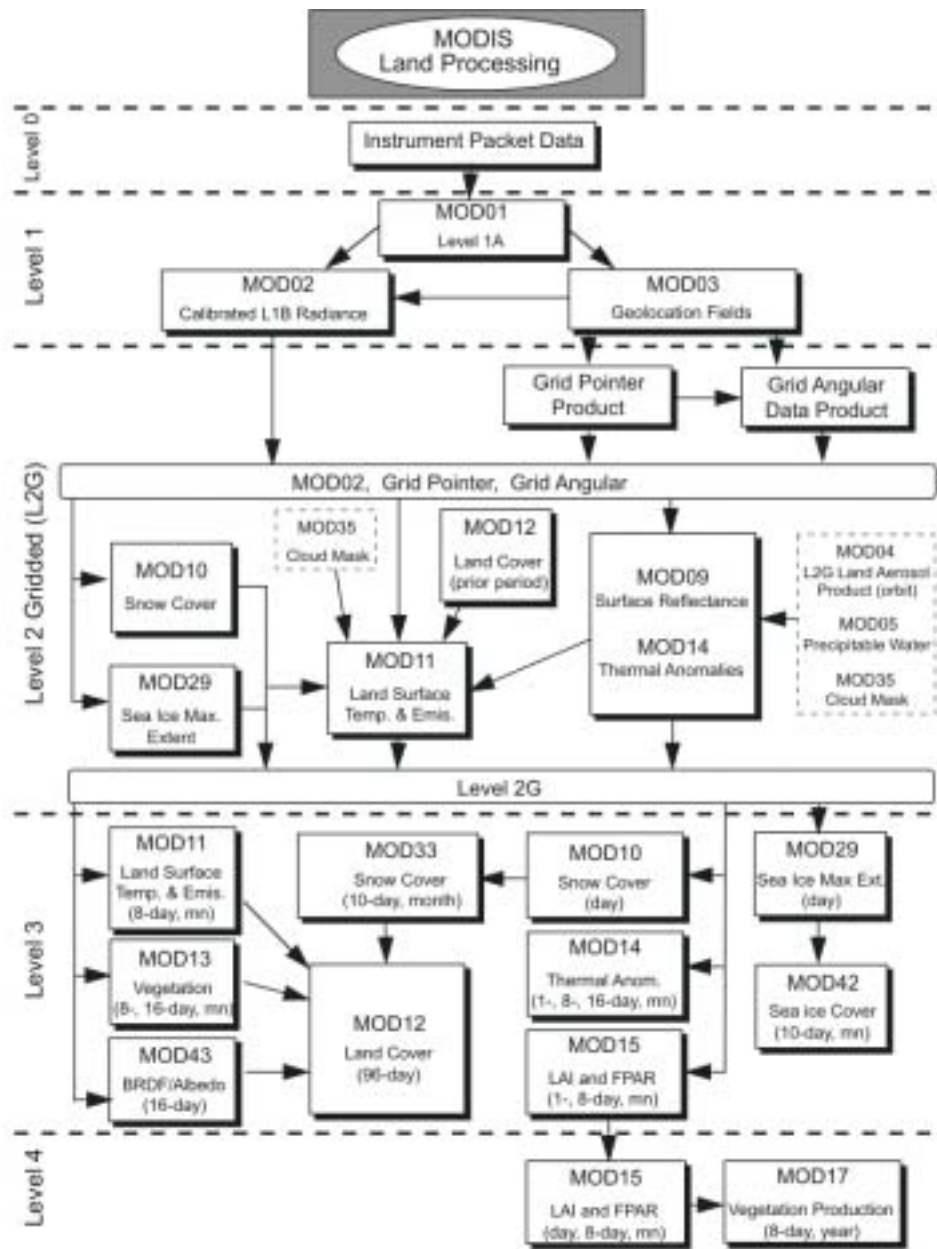 MODIS
Land Processing
Level 0
Instrument Packet Data
Level 1
MOD01
Level 1A
MOD02
Calibrated L1B Radiance
MOD03
Geolocation Fields
Level 2 Gridded (L2G)
Grid Pointer
Product
Grid Angular
Data Product
MOD02, Grid Pointer, Grid Angular
MOD35
Cloud Mask
MOD12
Land Cover
(prior period)
MOD10
Snow Cover
MOD09
Surface Reflectance
MOD14
Thermal Anomalies
MOD04
L2G Land Aerosol
Product (orbit)
MOD05
Precipitable Water
MOD35
Cloud Mask
MOD29
Sea Ice Max.
Extent
MOD11
Land Surface
Temp. & Emis.
Level 2G
Level 3
MOD11
Land Surface
Temp. & Emis.
(8-day, mn)
MOD33
Snow Cover
(10-day, month)
MOD10
Snow Cover
(day)
MOD29
Sea Ice Max Ext.
(day)
MOD13
Vegetation
(8-, 16-day, mn)
MOD12
Land Cover
(96-day)
MOD14
Thermal Anom.
(1-, 8-, 16-day, mn)
MOD42
Sea ice Cover
(10-day, mn)
MOD43
BRDF/Albedo
(16-day)
MOD15
LAI and FPAR
(1-, 8-day, mn)
Level 4
MOD15
LAI and FPAR
(day, 8-day, mn)
MOD17
Vegetation Production
(8-day, year)